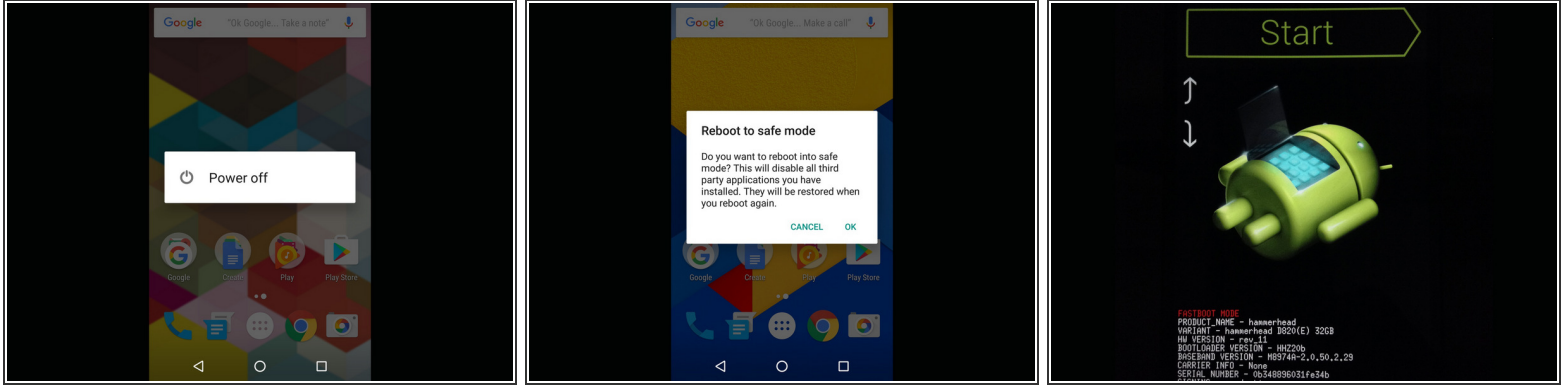 Google "Ok Google... Take a note"
Power off
Google
Create
Play
Play Store
Google "Ok Google... Make a call"
Reboot to safe mode
Do you want to reboot into safe
mode? This will disable all third
party applications you have
installed. They will be restored when
you reboot again.
CANCEL OK
Google
Create
Play
Play Store
Start
FASTBOOT MODE
PRODUCT_NAME - hammerhead
VARIANT - hammerhead D820(E) 32GB
HW VERSION - rev_11
BOOTLOADER VERSION - HHZ20b
BASEBAND VERSION - M8974A-2.0.50.2.29
CARRIER INFO - None
SERIAL NUMBER - 0b348896031fe34b